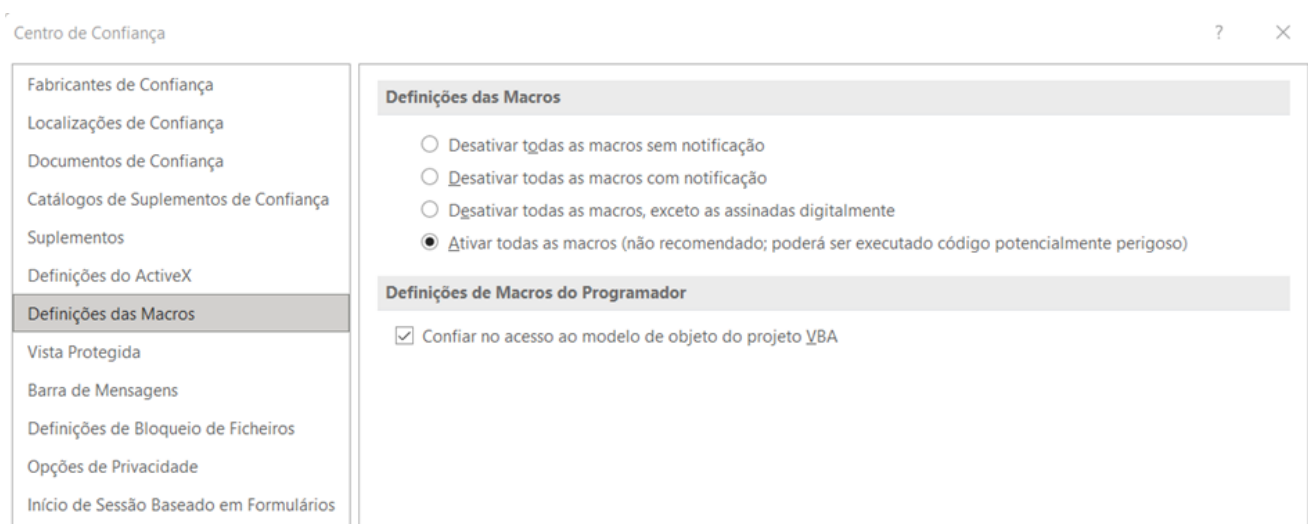 Centro de Confiança
?
Fabricantes de Confiança
Localizações de Confiança
Documentos de Confiança
Catálogos de Suplementos de Confiança
Suplementos
Definições do ActiveX
Definições das Macros
Vista Protegida
Barra de Mensagens
Definições de Bloqueio de Ficheiros
Opções de Privacidade
Início de Sessão Baseado em Formulários
Definições das Macros
Desativar todas as macros sem notificação
Desativar todas as macros com notificação
Desativar todas as macros, exceto as assinadas digitalmente
Ativar todas as macros (não recomendado; poderá ser executado código potencialmente perigoso)
Definições de Macros do Programador
Confiar no acesso ao modelo de objeto do projeto VBA